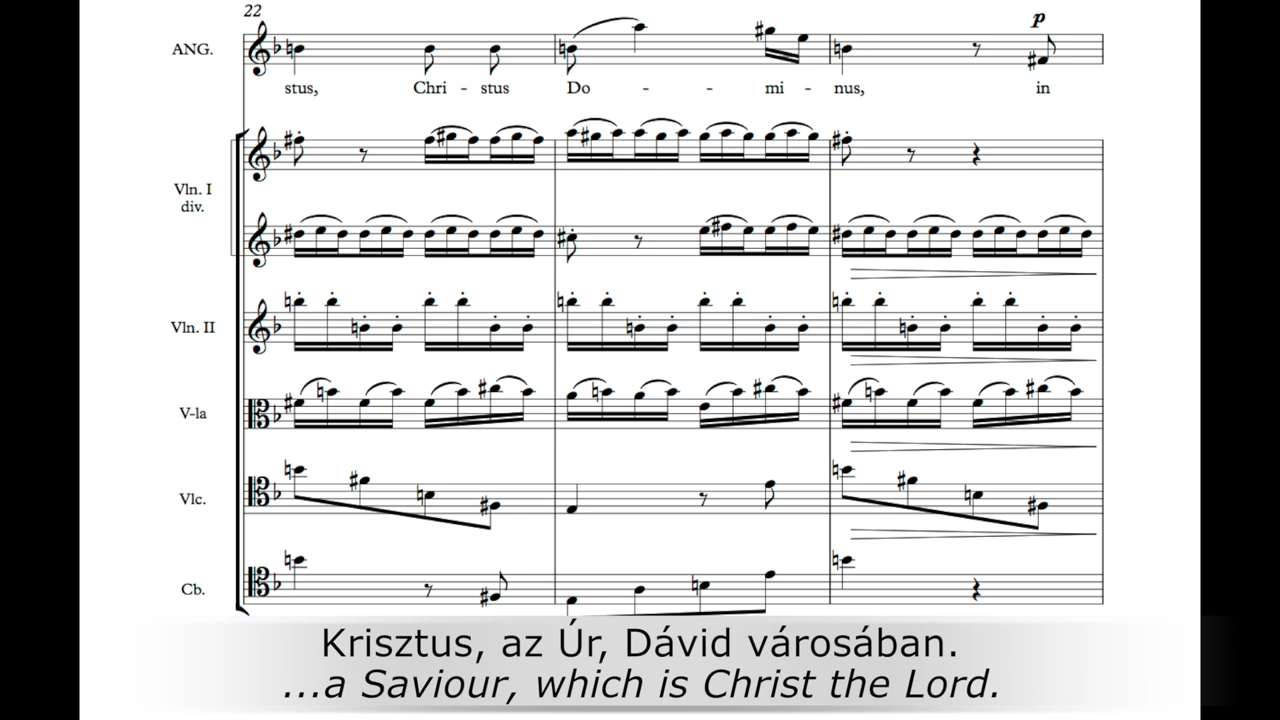 22
p
ANG.
stus, Chri - stus Do - - mi - nus, in
Vln. I
div.
Vln. II
V-la
Vlc.
Cb.
Krisztus, az Úr, Dávid városában.
...a Saviour, which is Christ the Lord.